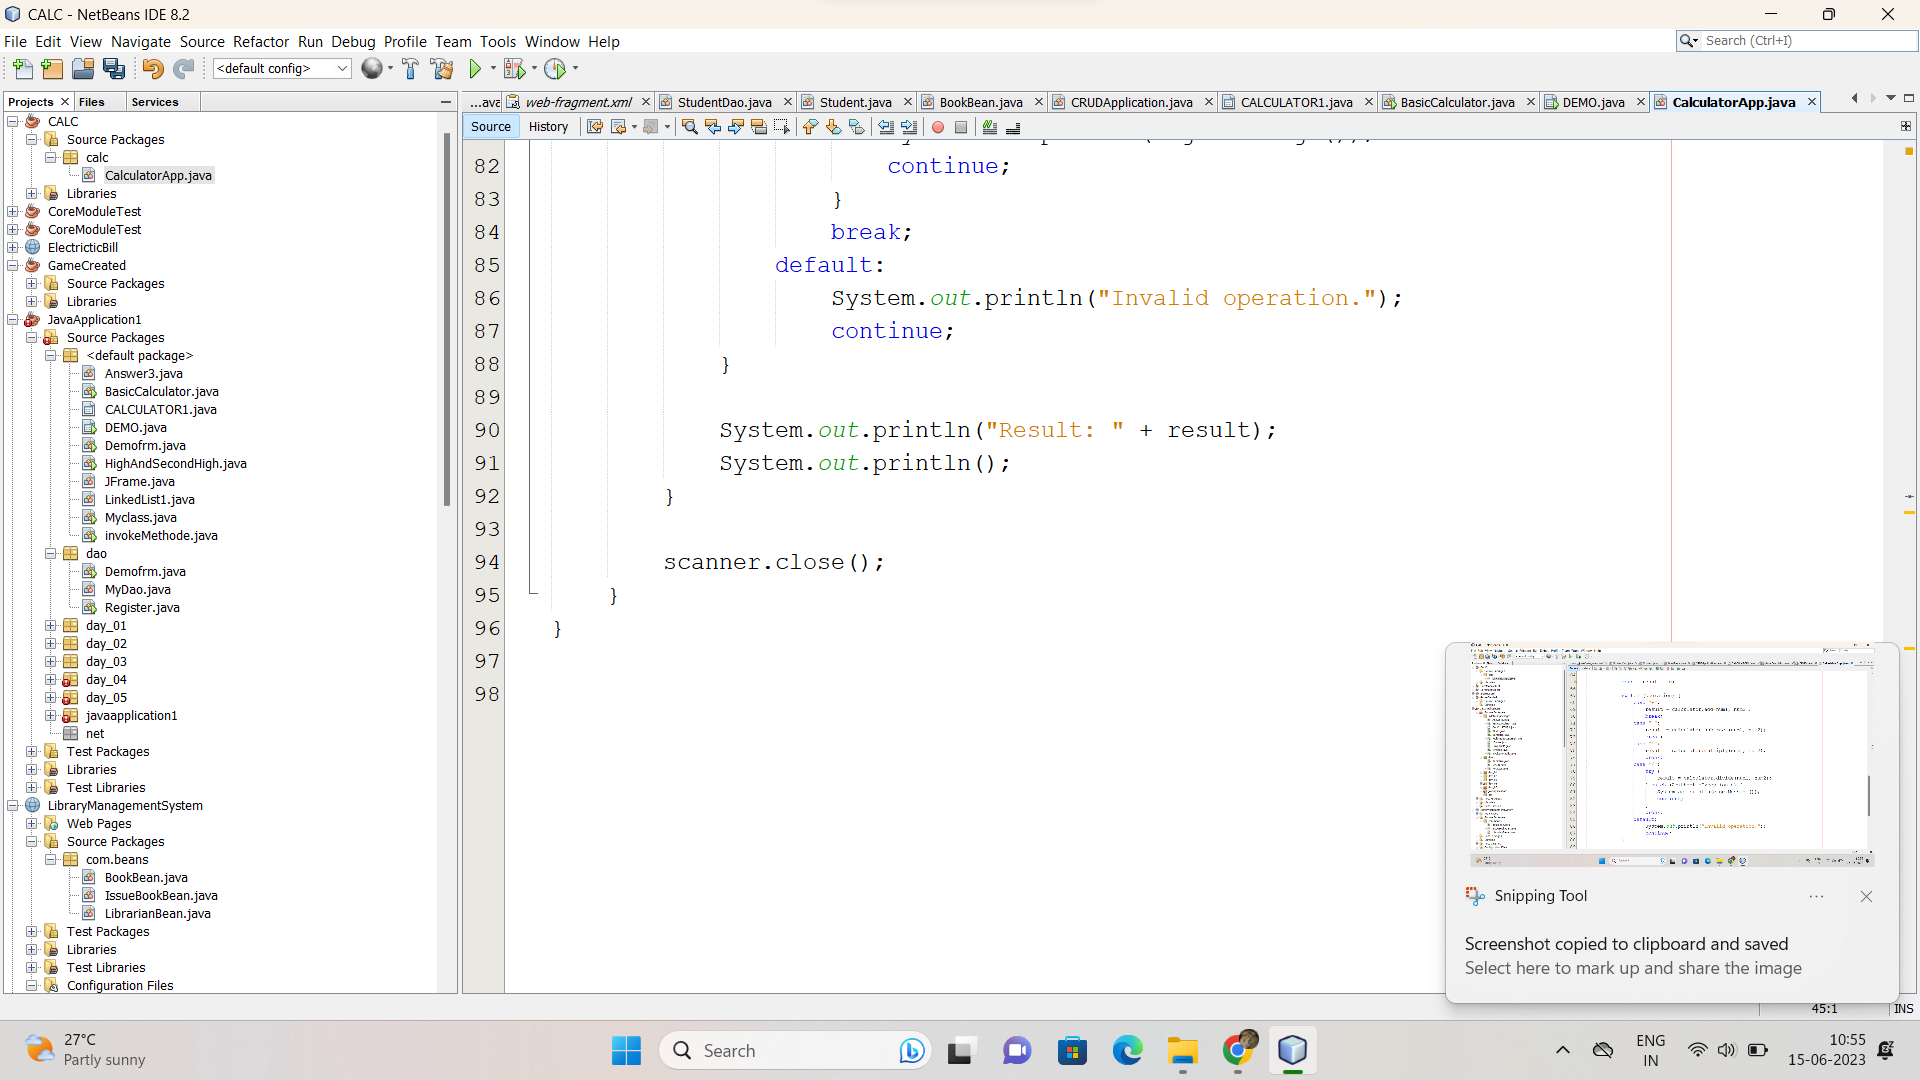 CALC - NetBeans IDE 8.2
File Edit View Navigate Source Refactor Run Debug Profile Team Tools Window Help
Search (Ctrl+I)
<default config>
Projects Files Services
...ava web-fragment.xml StudentDao.java Student.java BookBean.java CRUDApplication.java CALCULATOR1.java BasicCalculator.java DEMO.java CalculatorApp.java
Source History
CALC
Source Packages
calc
CalculatorApp.java
Libraries
CoreModuleTest
CoreModuleTest
ElectricticBill
GameCreated
Source Packages
Libraries
JavaApplication1
Source Packages
<default package>
Answer3.java
BasicCalculator.java
CALCULATOR1.java
DEMO.java
Demofrm.java
HighAndSecondHigh.java
JFrame.java
LinkedList1.java
Myclass.java
invokeMethode.java
dao
Demofrm.java
MyDao.java
Register.java
day_01
day_02
day_03
day_04
day_05
javaapplication1
net
Test Packages
Libraries
Test Libraries
LibraryManagementSystem
Web Pages
Source Packages
com.beans
BookBean.java
IssueBookBean.java
LibrarianBean.java
Test Packages
Libraries
Test Libraries
Configuration Files
82 continue;
83 }
84 break;
85 default:
86 System.out.println("Invalid operation.");
87 continue;
88 }
89
90 System.out.println("Result: " + result);
91 System.out.println();
92 }
93
94 scanner.close();
95 }
96 }
97
98
Snipping Tool
Screenshot copied to clipboard and saved
Select here to mark up and share the image
45:1 INS
27°C
Partly sunny
Search
ENG
IN
10:55
15-06-2023